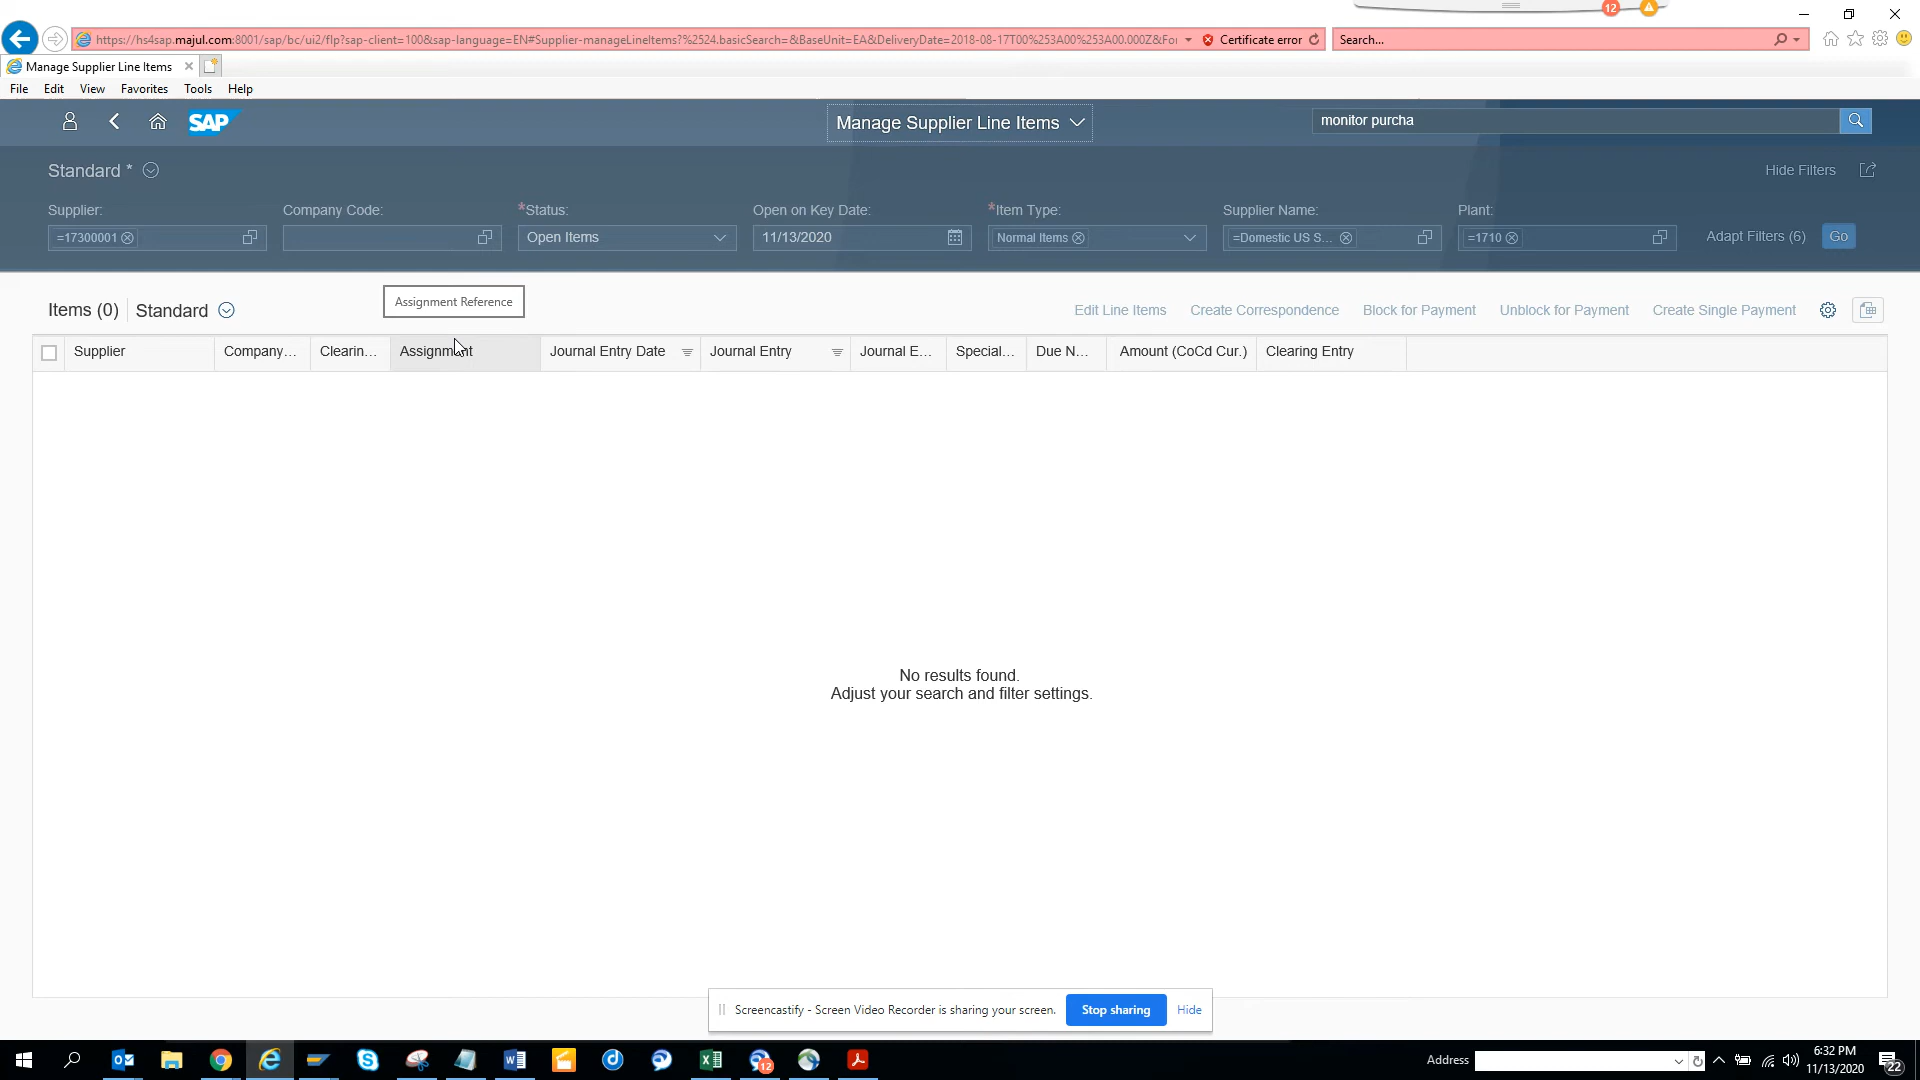 12
https://hs4sap.majul.com:8001/sap/bc/ui2/flp?sap-client=100&sap-language=EN#Supplier-manageLineItems?%2524.basicSearch=&BaseUnit=EA&DeliveryDate=2018-08-17T00%253A00%253A00.000Z&For
Certificate error
Search...
Manage Supplier Line Items
File Edit View Favorites Tools Help
SAP
Manage Supplier Line Items
monitor purcha
Standard *
Hide Filters
Supplier: Company Code: *Status: Open on Key Date: *Item Type: Supplier Name: Plant:
=17300001 Open Items 11/13/2020 Normal Items =Domestic US S... =1710 Adapt Filters (6) Go
Assignment Reference
Items (0) Standard Edit Line Items Create Correspondence Block for Payment Unblock for Payment Create Single Payment
Supplier Company... Clearin... Assignment Journal Entry Date Journal Entry Journal E... Special... Due N... Amount (CoCd Cur.) Clearing Entry
No results found.
Adjust your search and filter settings.
Screencastify - Screen Video Recorder is sharing your screen. Stop sharing Hide
12
Address
6:32 PM
11/13/2020
22